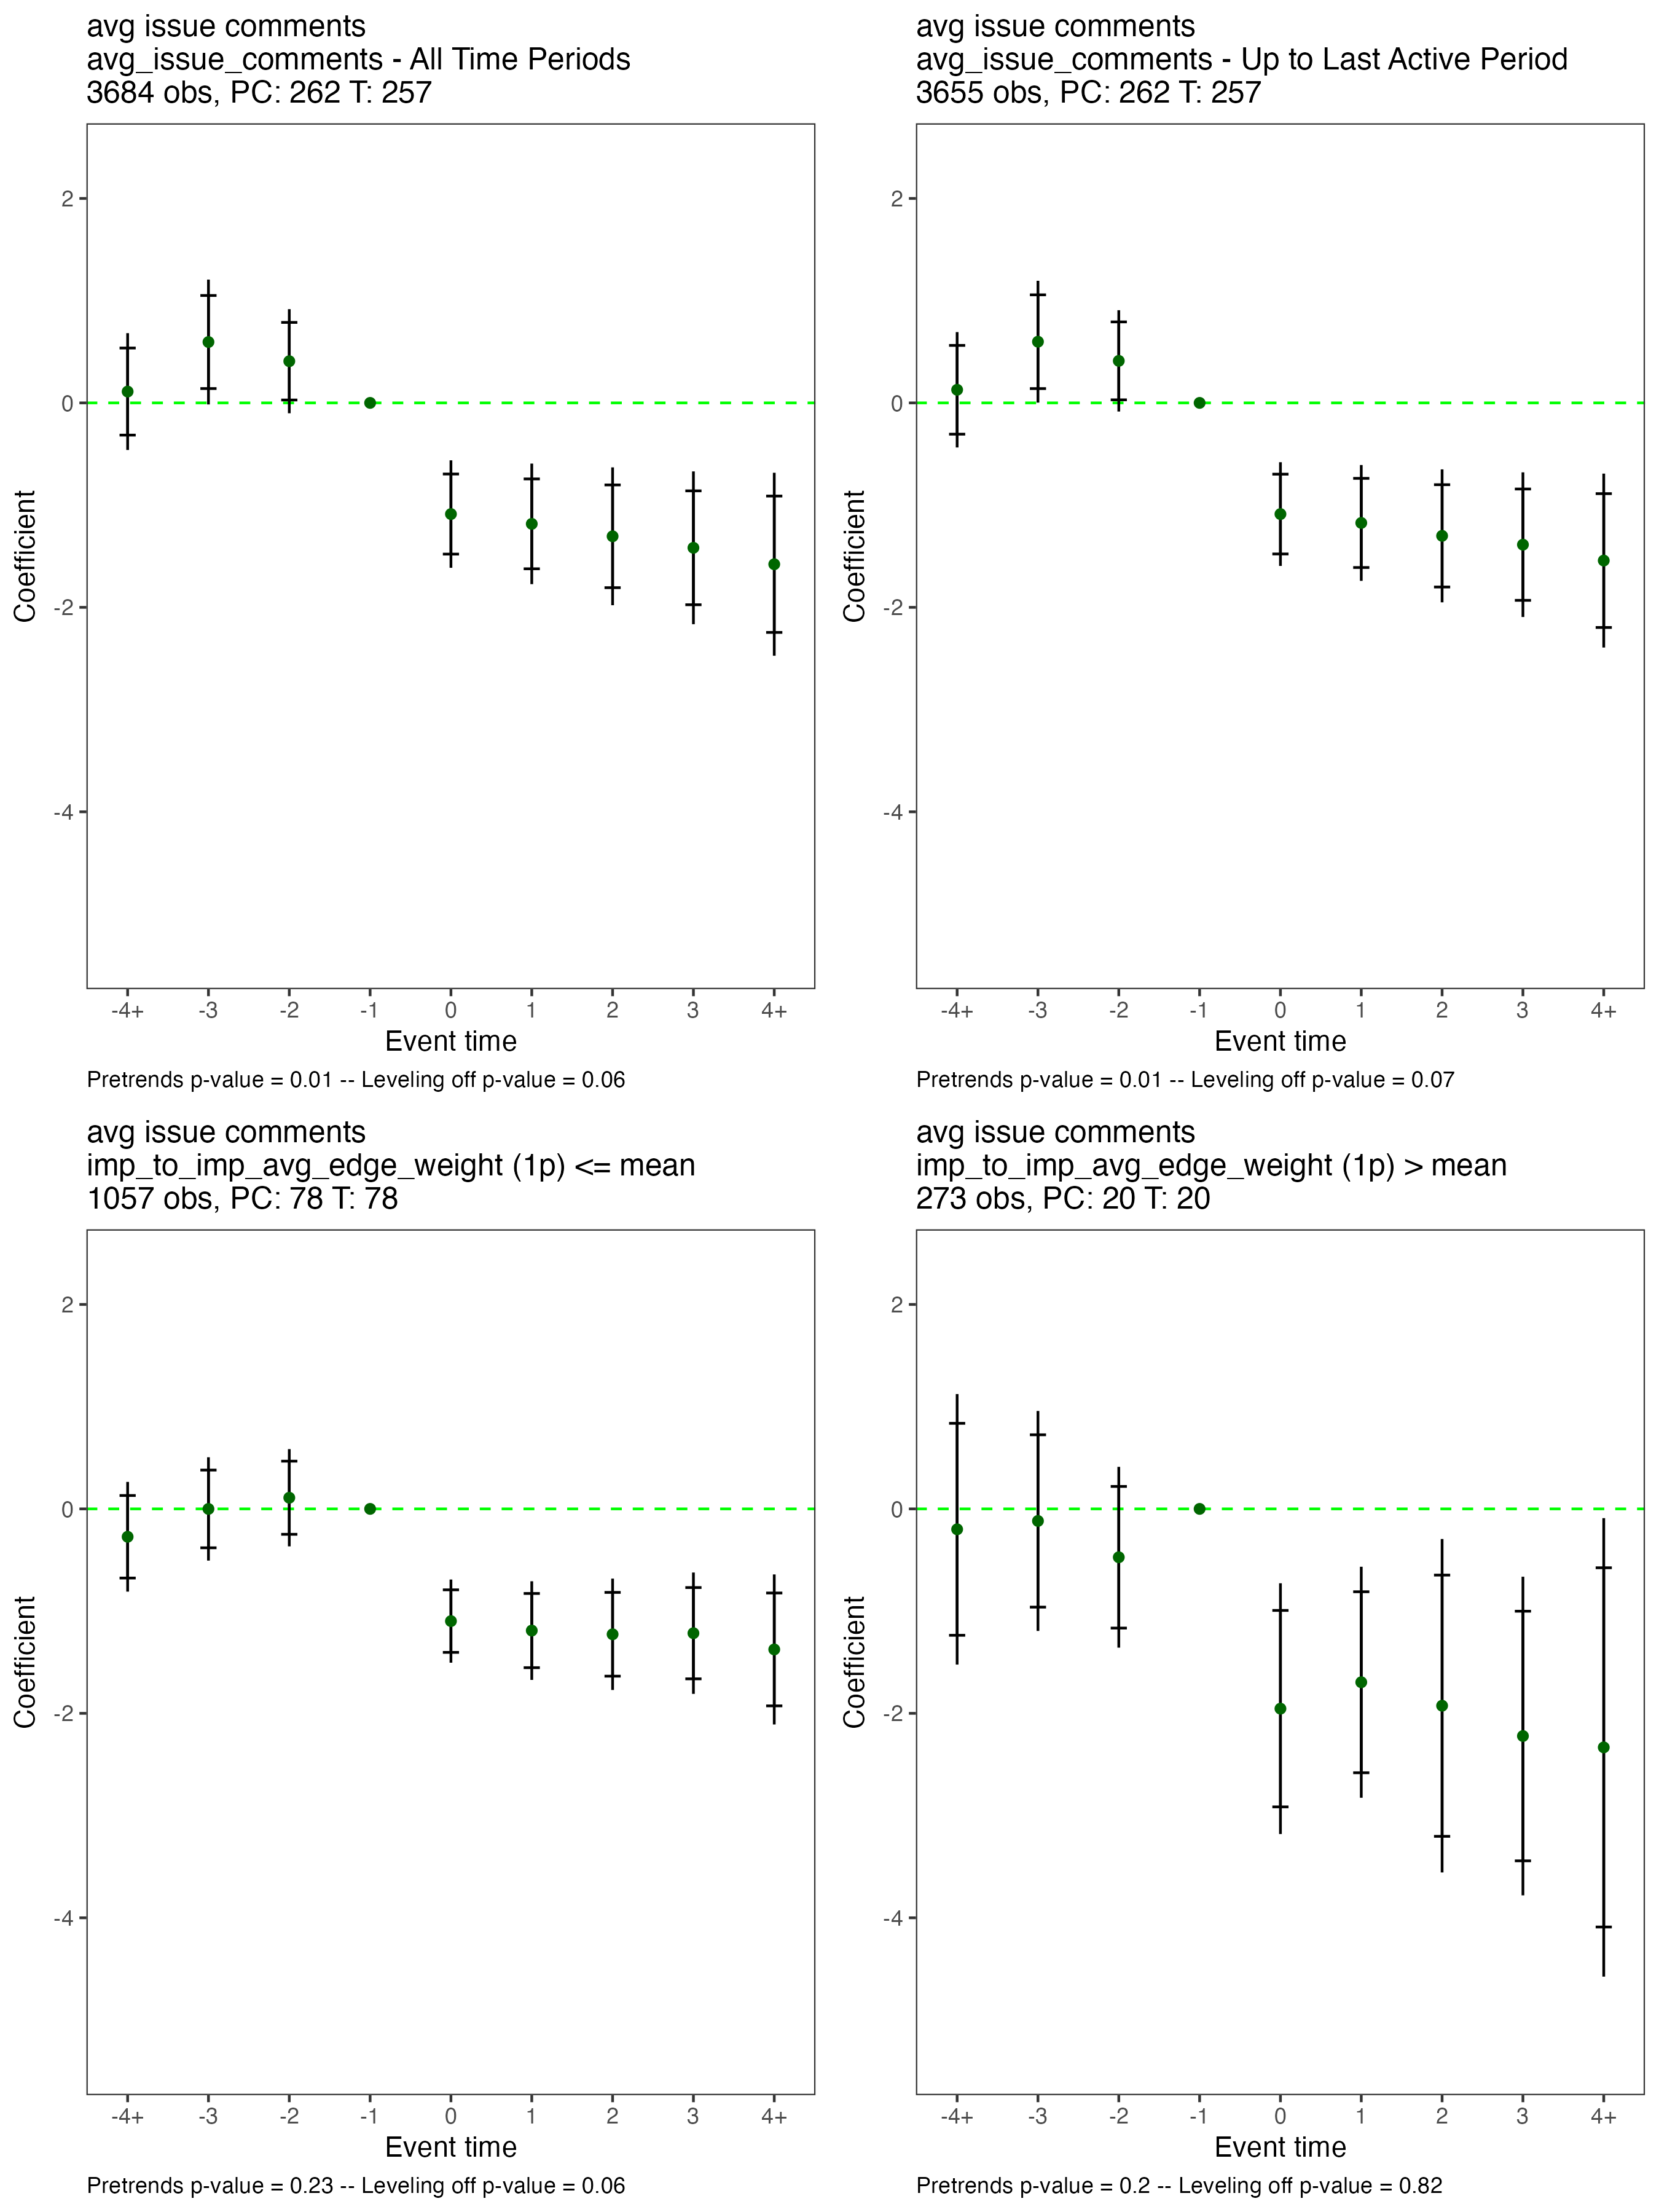 avg issue comments
avg_issue_comments - All Time Periods
3684 obs, PC: 262 T: 257
2
0
-2
-4
Coefficient
-4+ -3 -2 -1 0 1 2 3 4+
Event time
Pretrends p-value = 0.01 -- Leveling off p-value = 0.06
avg issue comments
avg_issue_comments - Up to Last Active Period
3655 obs, PC: 262 T: 257
2
0
-2
-4
Coefficient
-4+ -3 -2 -1 0 1 2 3 4+
Event time
Pretrends p-value = 0.01 -- Leveling off p-value = 0.07
avg issue comments
imp_to_imp_avg_edge_weight (1p) <= mean
1057 obs, PC: 78 T: 78
2
0
-2
-4
Coefficient
-4+ -3 -2 -1 0 1 2 3 4+
Event time
Pretrends p-value = 0.23 -- Leveling off p-value = 0.06
avg issue comments
imp_to_imp_avg_edge_weight (1p) > mean
273 obs, PC: 20 T: 20
2
0
-2
-4
Coefficient
-4+ -3 -2 -1 0 1 2 3 4+
Event time
Pretrends p-value = 0.2 -- Leveling off p-value = 0.82